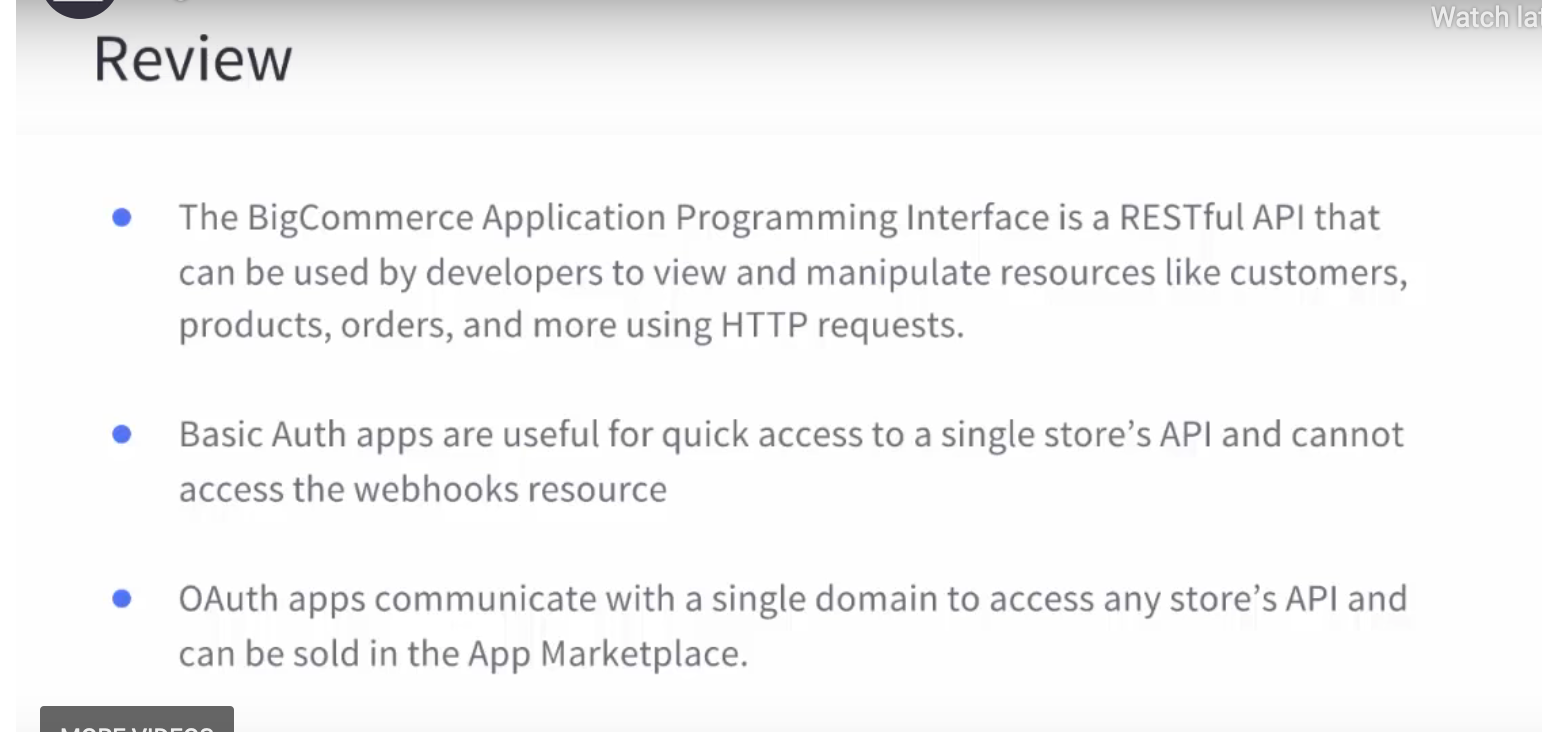 Watch lat
Review
The BigCommerce Application Programming Interface is a RESTful API that
can be used by developers to view and manipulate resources like customers,
products, orders, and more using HTTP requests.
Basic Auth apps are useful for quick access to a single store’s API and cannot
access the webhooks resource
OAuth apps communicate with a single domain to access any store’s API and
can be sold in the App Marketplace.
MORE VIDEOS